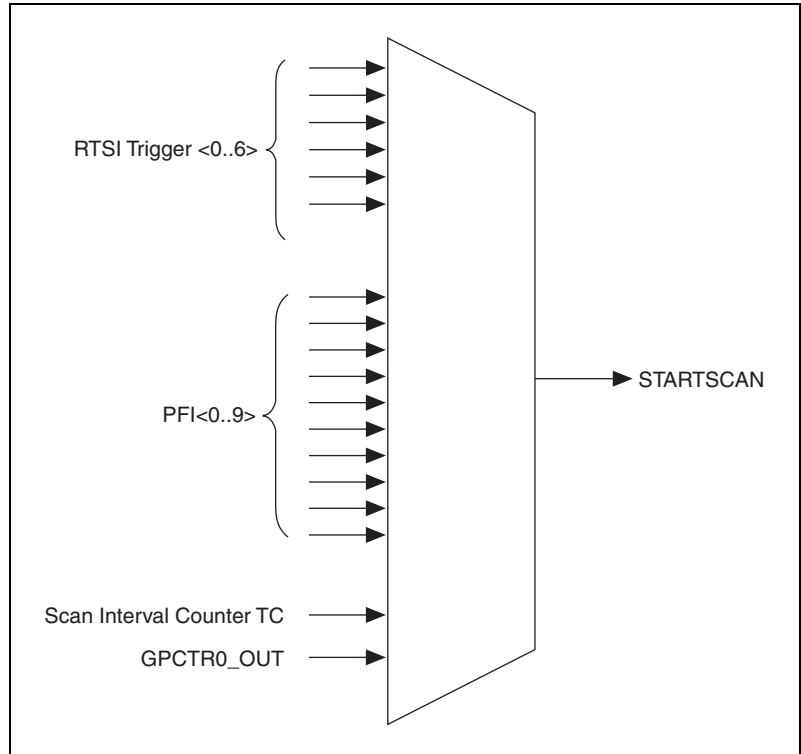 RTSI Trigger <0..6>
PFI<0..9>
STARTSCAN
Scan Interval Counter TC
GPCTR0_OUT